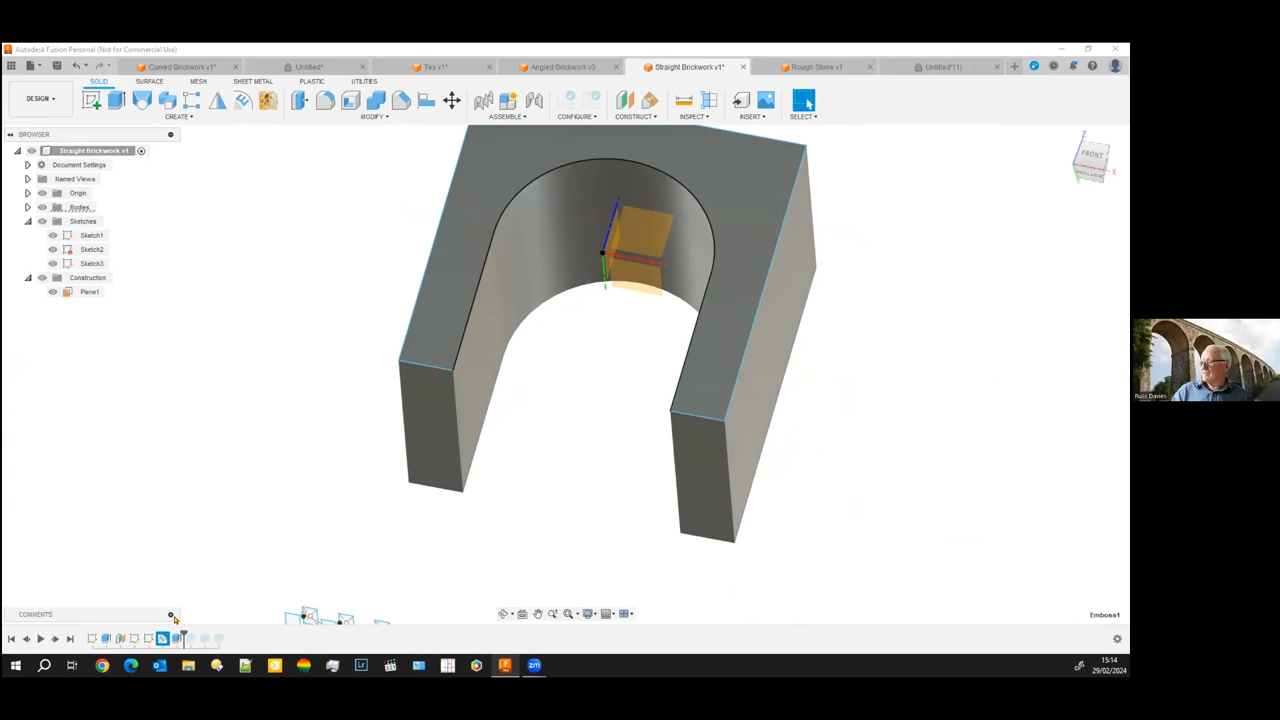 Autodesk Fusion Personal (Not for Commercial Use)
Curved Brickwork v1*
Untitled*
Tes v1*
Angled Brickwork v3
Straight Brickwork v1*
Rough Stone v1
Untitled*(1)
SOLID
SURFACE
MESH
SHEET METAL
PLASTIC
UTILITIES
DESIGN
CREATE
MODIFY
ASSEMBLE
CONFIGURE
CONSTRUCT
INSPECT
INSERT
SELECT
BROWSER
Straight Brickwork v1
Document Settings
Named Views
Origin
Bodies
Sketches
Sketch1
Sketch2
Sketch3
Construction
Plane1
Z
FRONT
X
Russ Davies
COMMENTS
Emboss1
zm
15:14
29/02/2024